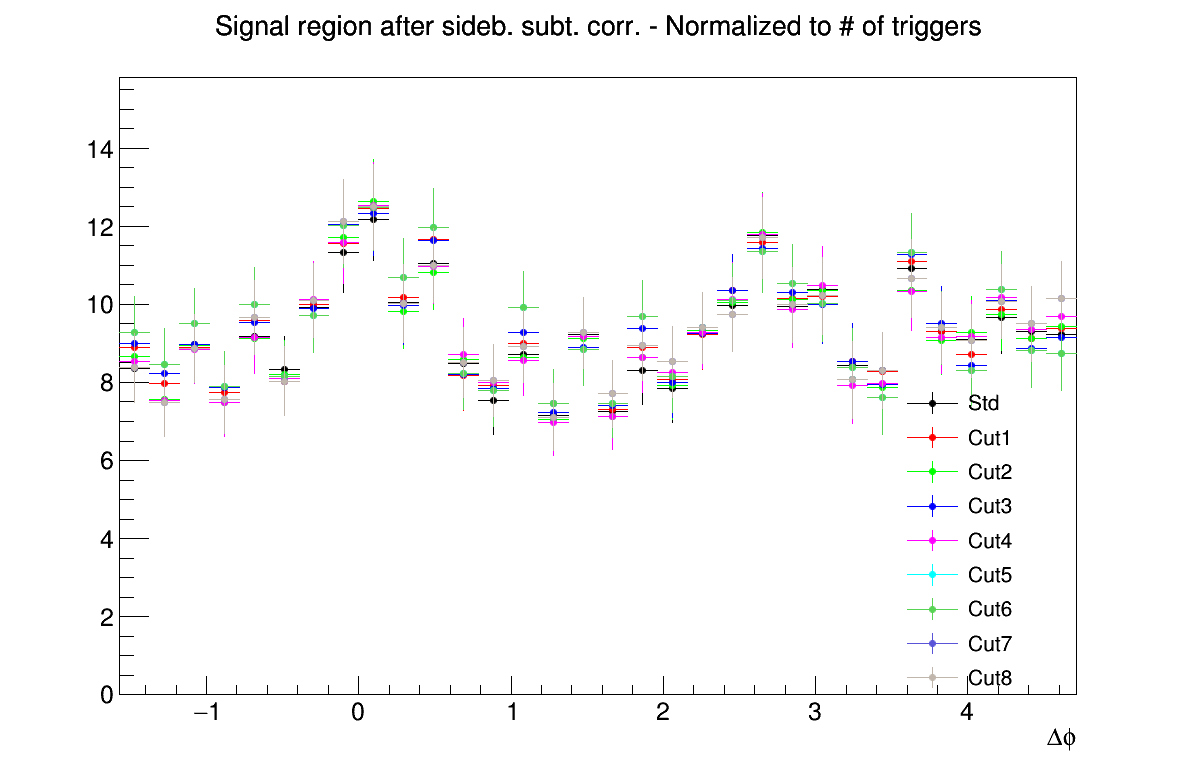 Signal region after sideb. subt. corr. - Normalized to # of triggers
14
12
10
8
6
4
2
0
Std
Cut1
Cut2
Cut3
Cut4
Cut5
Cut6
Cut7
Cut8
−1 0 1 2 3 4
Δϕ